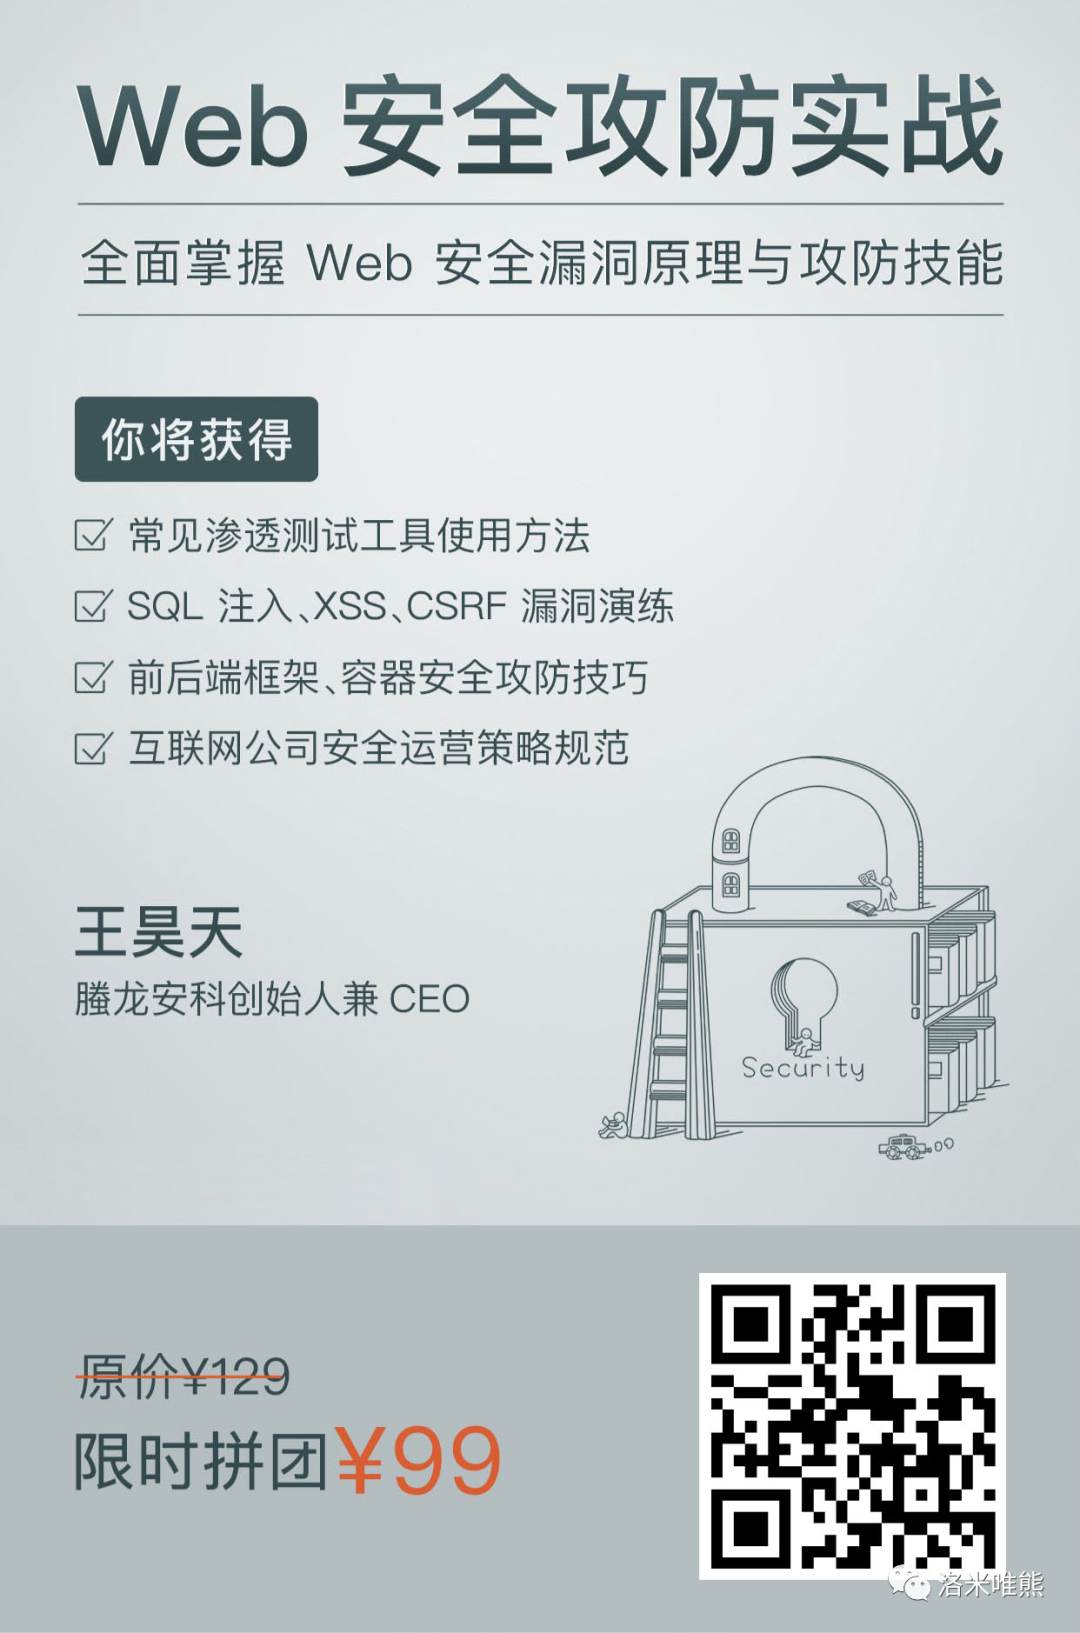 Web 安全攻防实战
全面掌握 Web 安全漏洞原理与攻防技能
你将获得
常见渗透测试工具使用方法
SQL 注入、XSS、CSRF 漏洞演练
前后端框架、容器安全攻防技巧
互联网公司安全运营策略规范
王昊天
螣龙安科创始人兼 CEO
Security
原价¥129
限时拼团¥99
洛米唯熊